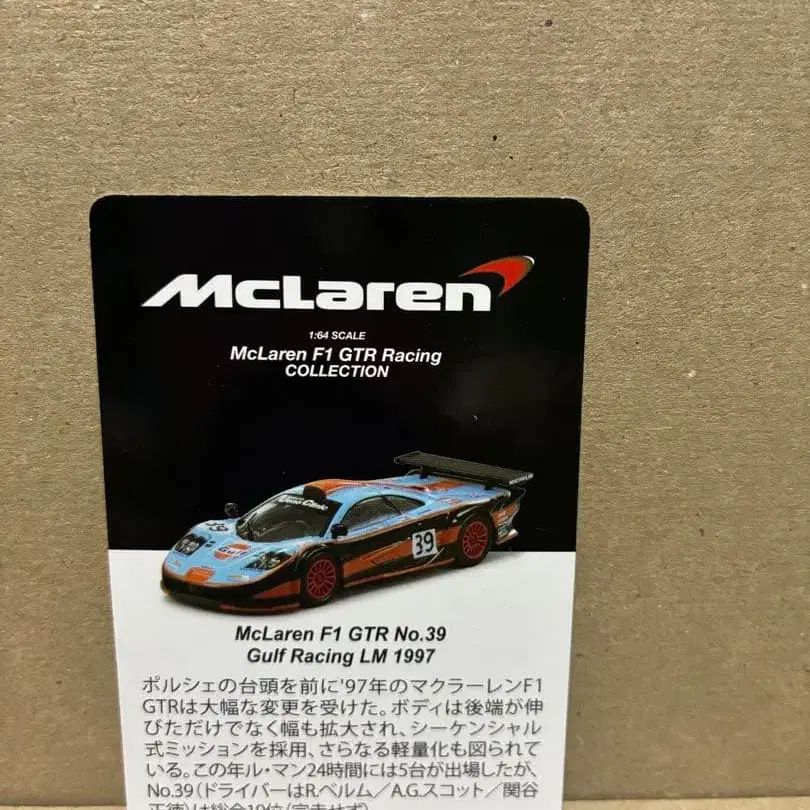 McLaren
1:64 SCALE
McLaren F1 GTR Racing
COLLECTION
MICHELIN
39
Gulf
39
McLaren F1 GTR No.39
Gulf Racing LM 1997
ポルシェの台頭を前に'97年のマクラーレンF1
GTRは大幅な変更を受けた。ボディは後端が伸
びただけでなく幅も拡大され、シーケンシャル
式ミッションを採用、さらなる軽量化も図られて
いる。この年ル・マン24時間には5台が出場したが、
No.39(ドライバーはR.ベルム/A.G.スコット/関谷